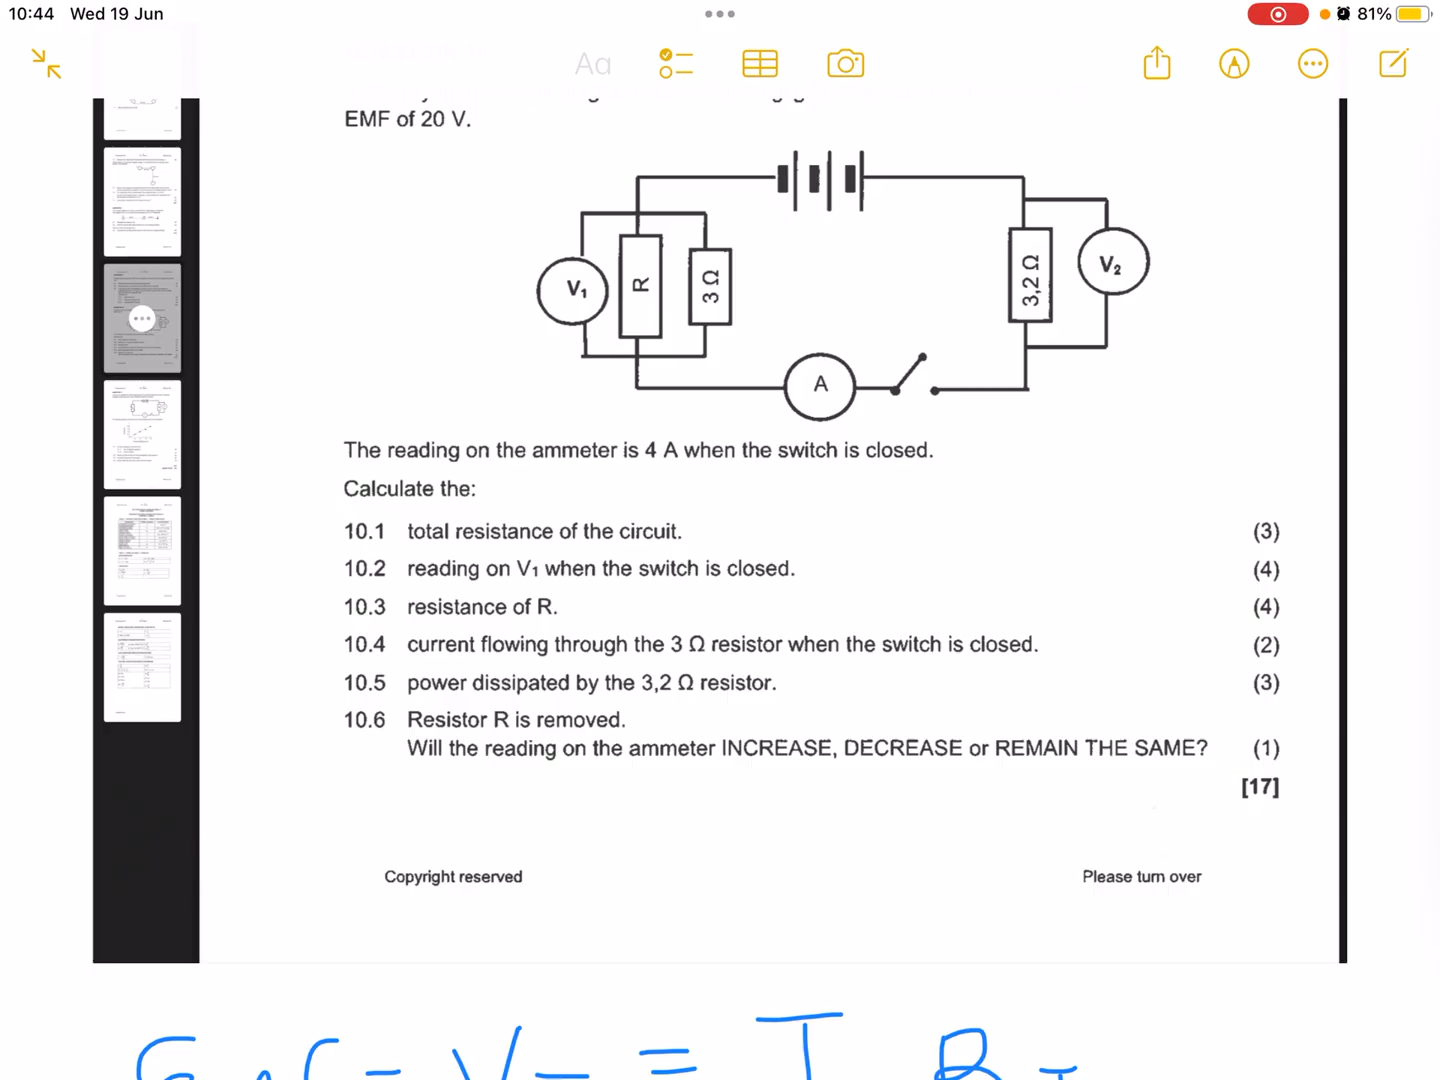 10:44 Wed 19 Jun 81%
Aa
EMF of 20 V.
V₁ R 3 Ω 3,2 Ω V₂
A
The reading on the ammeter is 4 A when the switch is closed.
Calculate the:
10.1 total resistance of the circuit. (3)
10.2 reading on V₁ when the switch is closed. (4)
10.3 resistance of R. (4)
10.4 current flowing through the 3 Ω resistor when the switch is closed. (2)
10.5 power dissipated by the 3,2 Ω resistor. (3)
10.6 Resistor R is removed.
Will the reading on the ammeter INCREASE, DECREASE or REMAIN THE SAME? (1)
[17]
Copyright reserved Please turn over